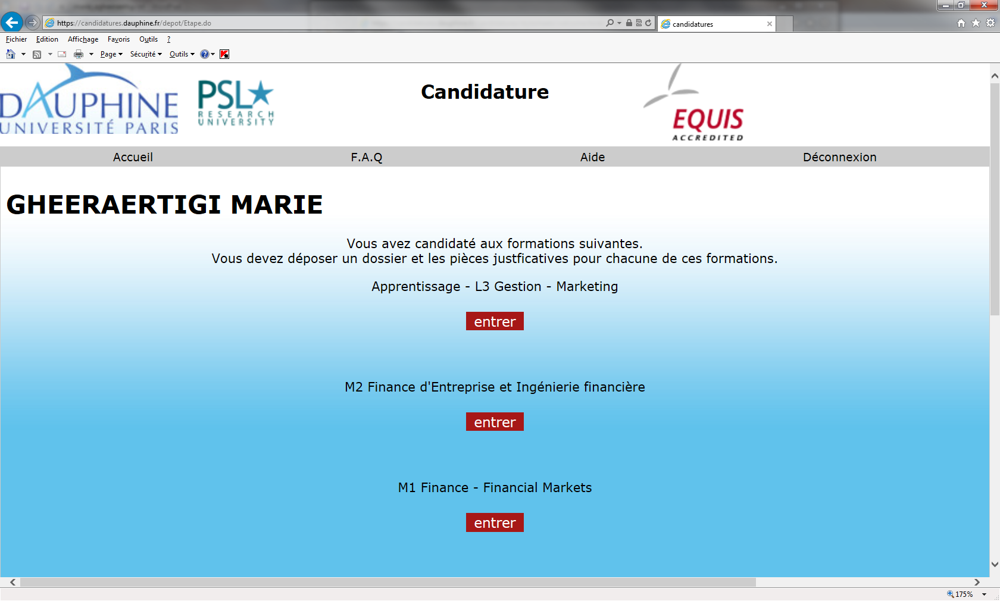 https://candidatures.dauphine.fr/depot/Etape.do
candidatures
Fichier Edition Affichage Favoris Outils ?
Page Sécurité Outils
DAUPHINE
UNIVERSITÉ PARIS
PSL
RESEARCH
UNIVERSITY
Candidature
EQUIS
ACCREDITED
Accueil F.A.Q Aide Déconnexion
GHEERAERTIGI MARIE
Vous avez candidaté aux formations suivantes.
Vous devez déposer un dossier et les pièces justficatives pour chacune de ces formations.
Apprentissage - L3 Gestion - Marketing
entrer
M2 Finance d'Entreprise et Ingénierie financière
entrer
M1 Finance - Financial Markets
entrer
175%